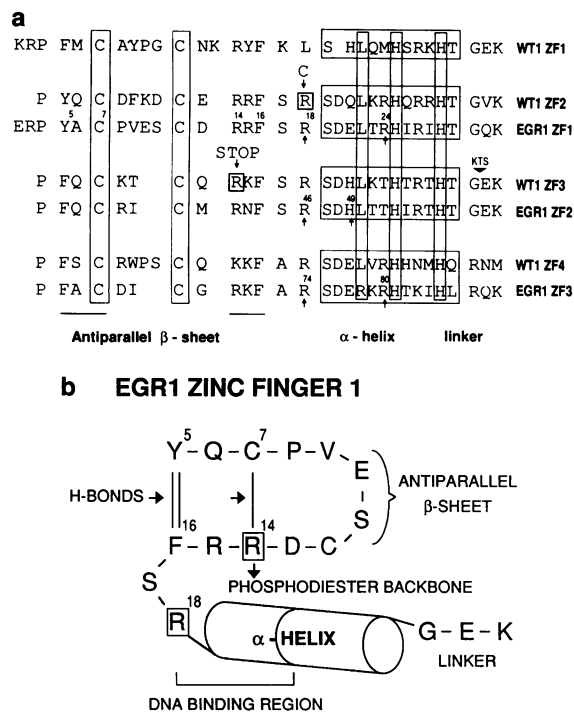 a
KRP FM C AYPG C NK RYF K L S HLQMHSRKHT GEK WT1 ZF1
C
P YQ C DFKD C E RRF S R SDQLKRHQRRHT GVK WT1 ZF2
5 7 14 16 18 24
ERP YA C PVES C D RRF S R SDELTRHIRIHT GQK EGR1 ZF1
STOP
KTS
P FQ C KT C Q RKF S R SDHLKTHTRTHT GEK WT1 ZF3
46 49
P FQ C RI C M RNF S R SDHLTTHIRTHT GEK EGR1 ZF2
P FS C RWPS C Q KKF A R SDELVRHHNMHQ RNM WT1 ZF4
74 80
P FA C DI C G RKF A R SDERKRHTKIHL RQK EGR1 ZF3
Antiparallel β - sheet α - helix linker
b EGR1 ZINC FINGER 1
5 7
Y – Q – C – P – V
E
ANTIPARALLEL
β-SHEET
H-BONDS
S
16 14
F – R – R – D – C
S
PHOSPHODIESTER BACKBONE
18
R
α - HELIX
G – E – K
LINKER
DNA BINDING REGION